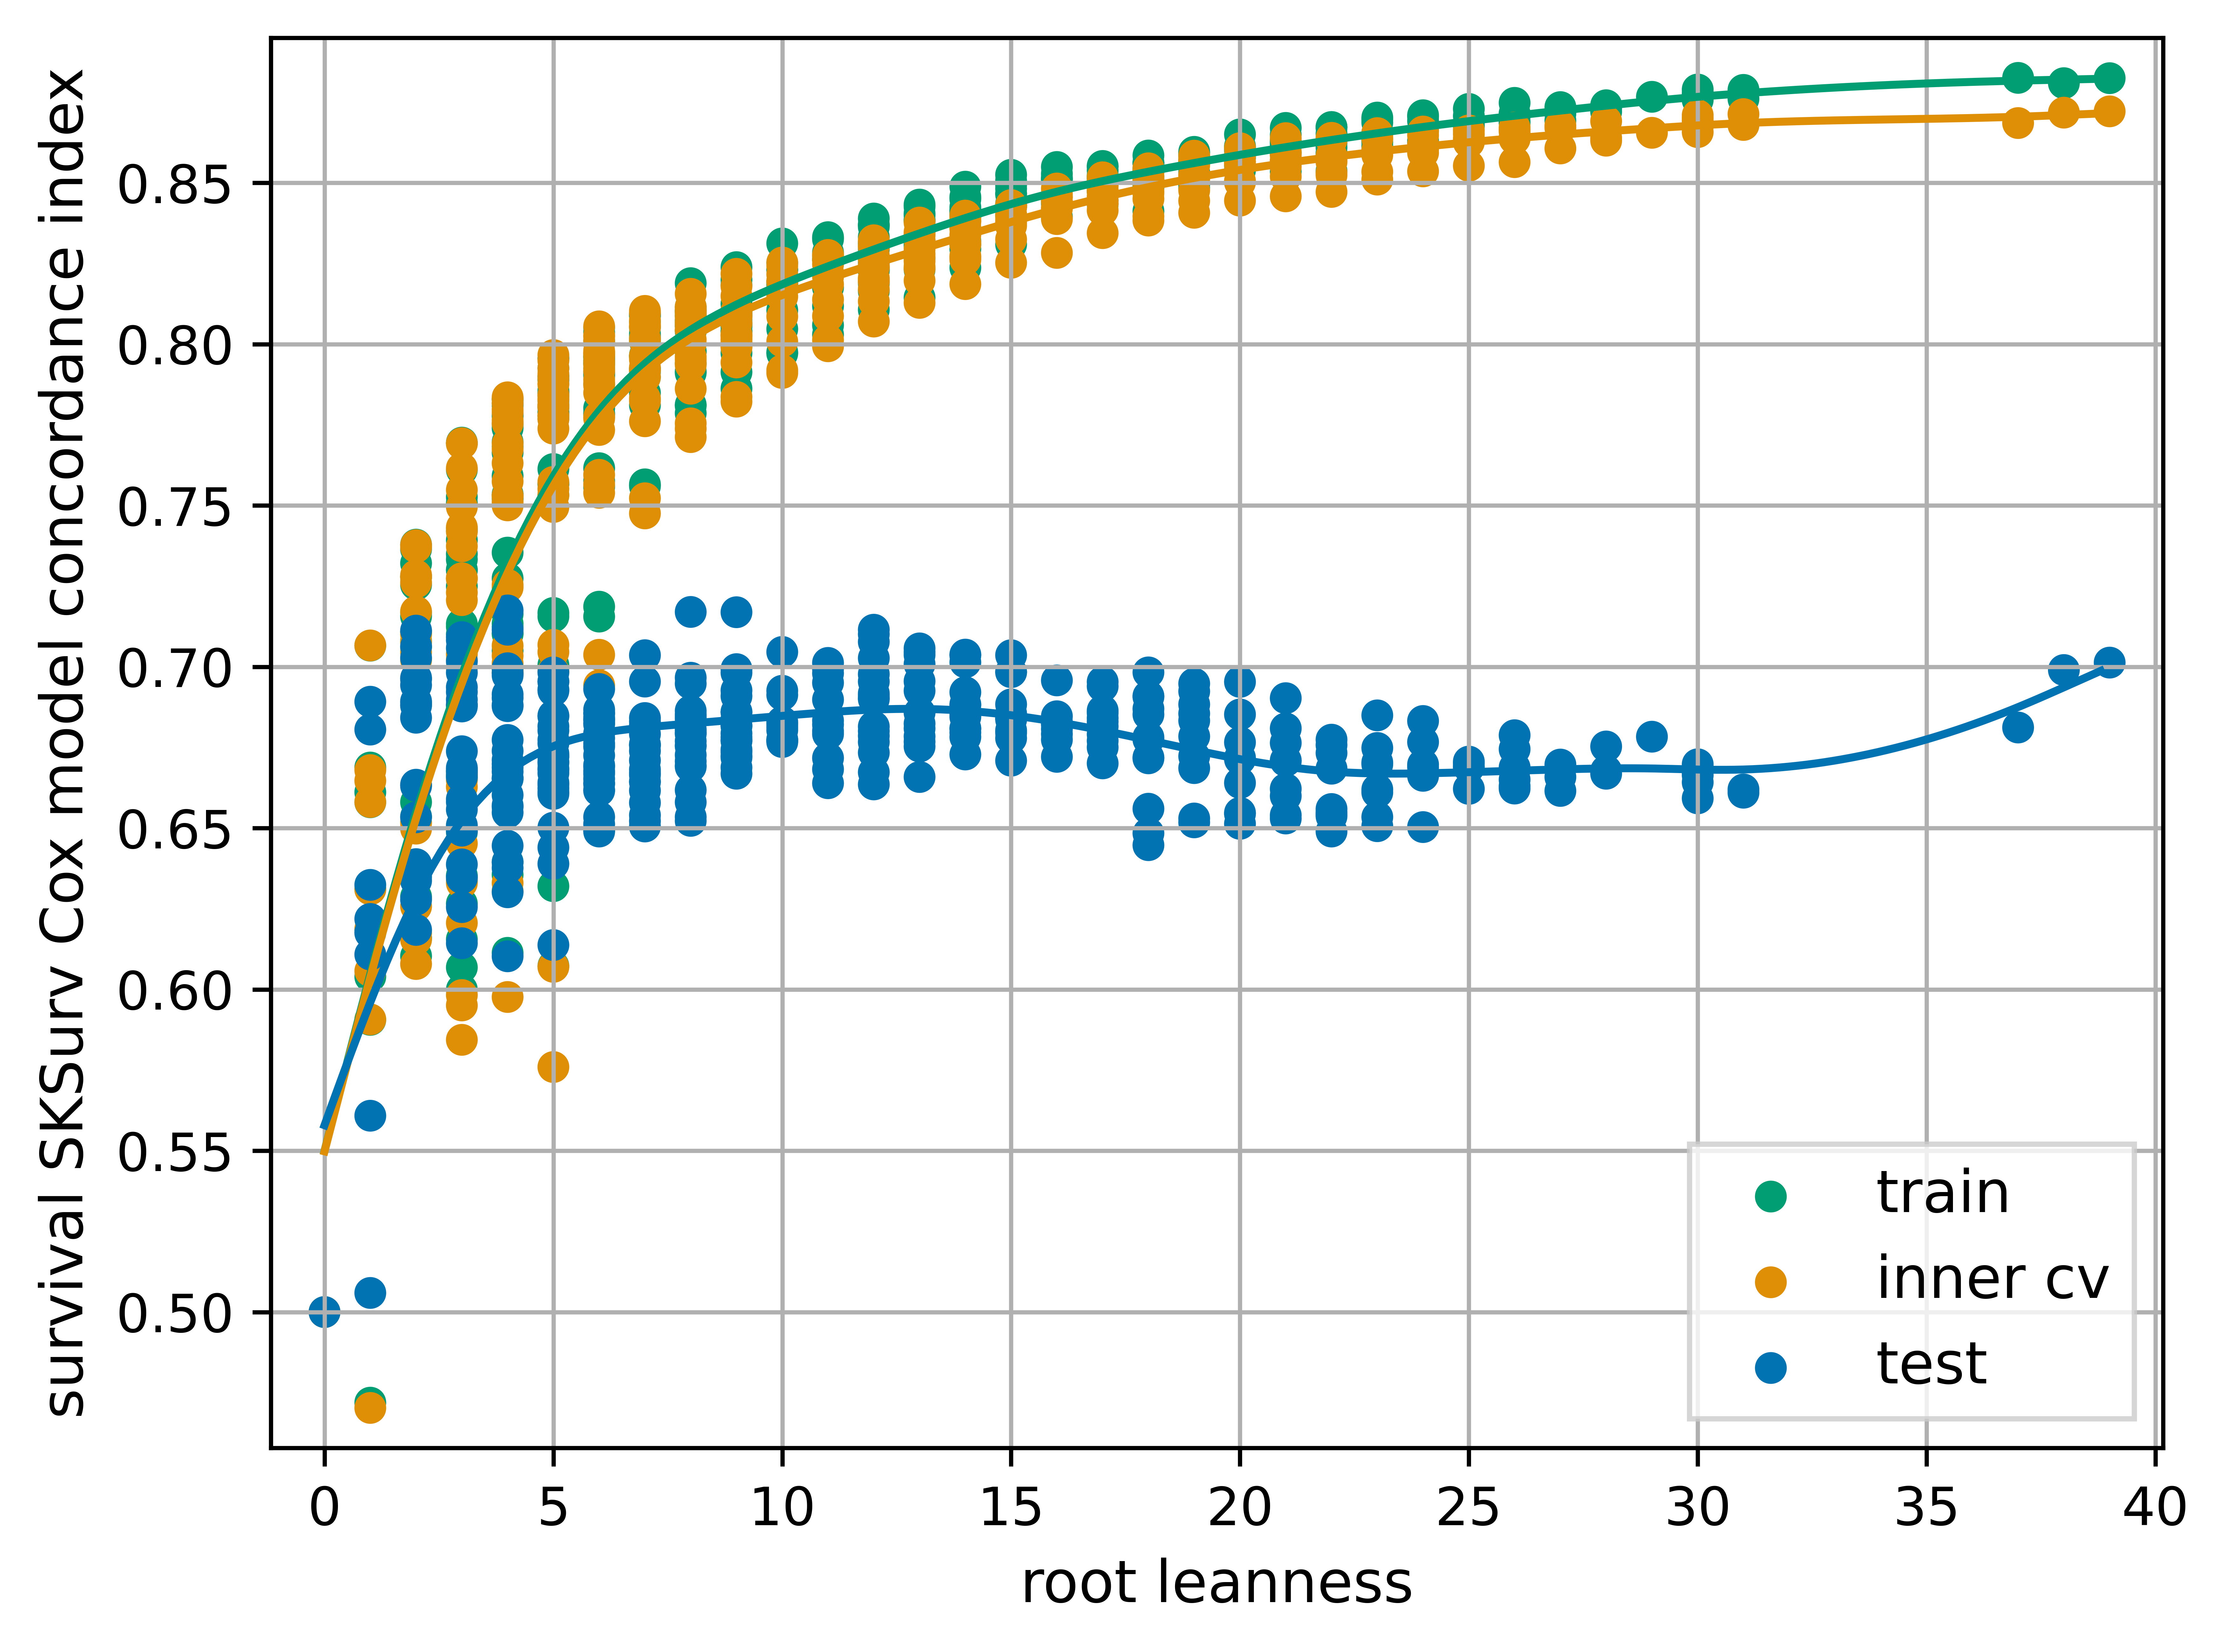 survival SKSurv Cox model concordance index
0.85
0.80
0.75
0.70
0.65
0.60
0.55
0.50
train
inner cv
test
0 5 10 15 20 25 30 35 40
root leanness